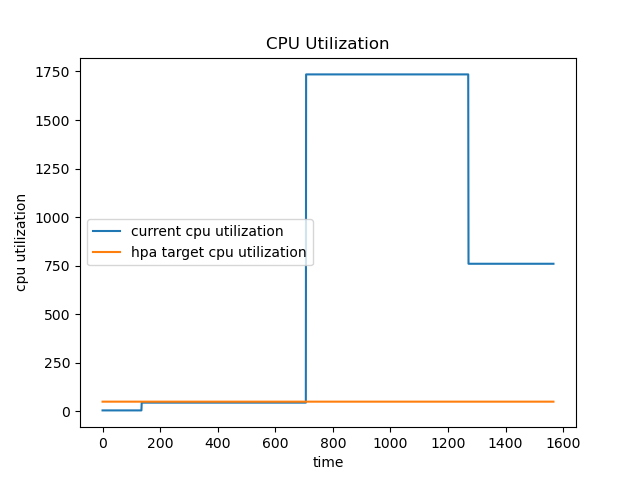 CPU Utilization
1750
1500
1250
1000
750
500
250
0
cpu utilization
current cpu utilization
hpa target cpu utilization
0 200 400 600 800 1000 1200 1400 1600
time